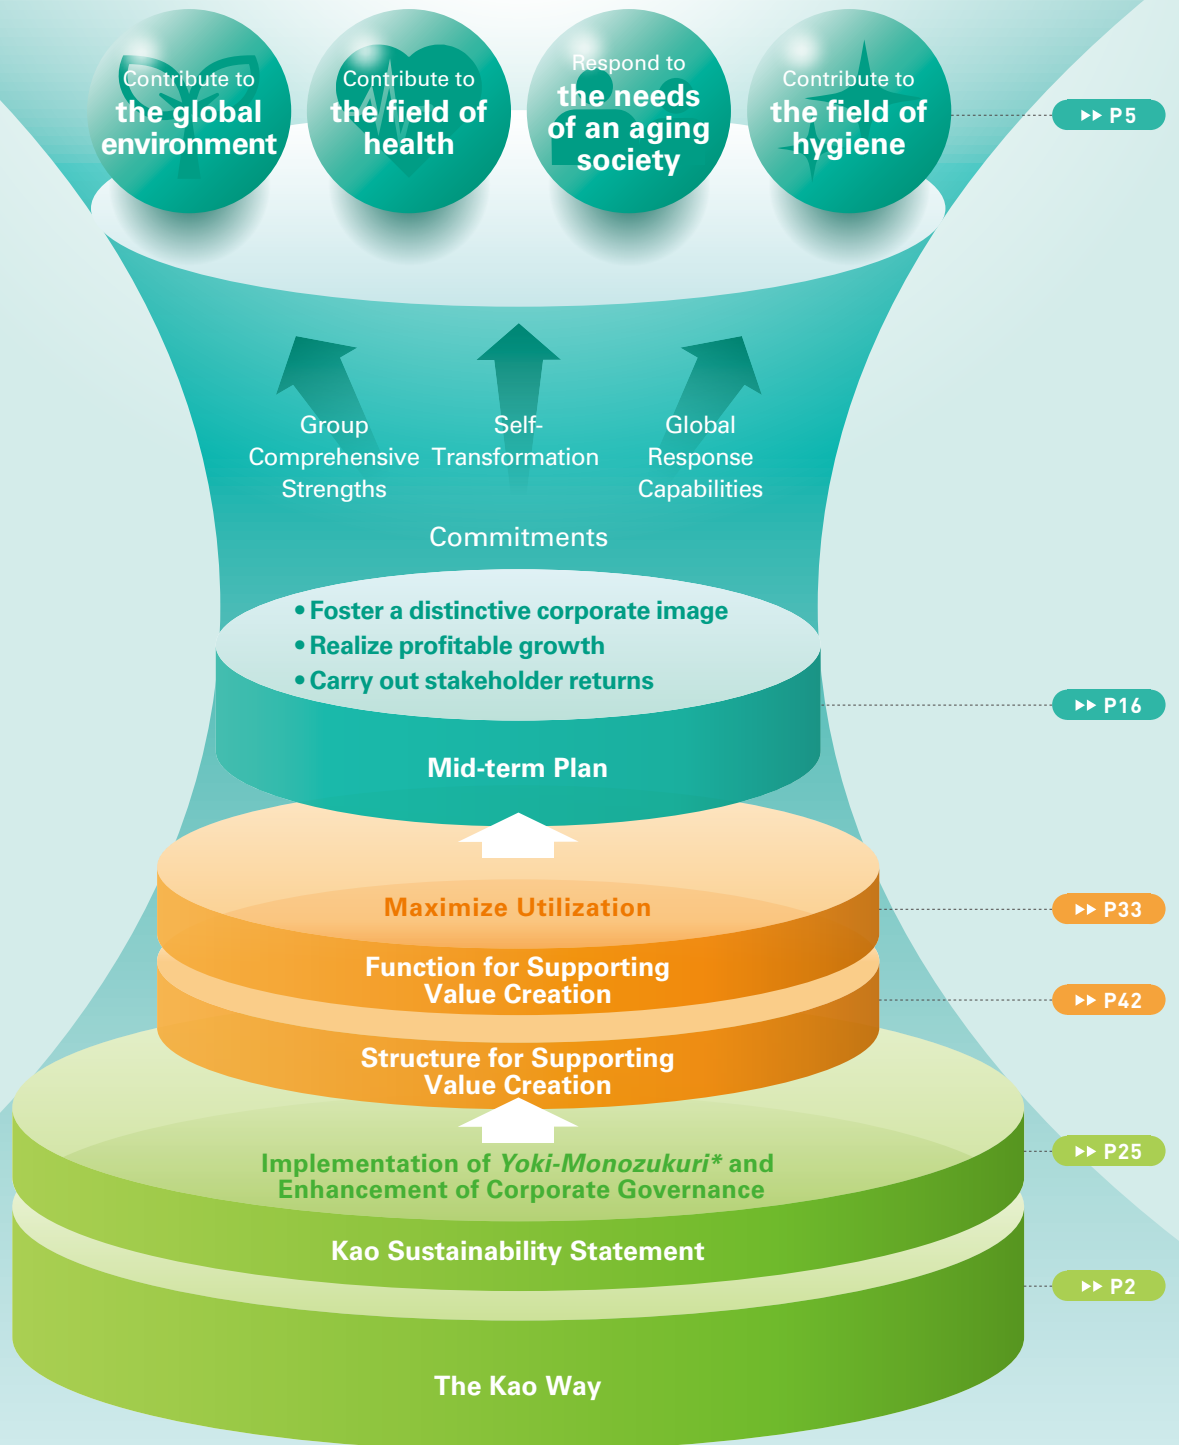 Contribute to
the global
environment
Contribute to
the field of
health
Respond to
the needs
of an aging
society
Contribute to
the field of
hygiene
P5
Group
Comprehensive
Strengths
Self-
Transformation
Global
Response
Capabilities
Commitments
• Foster a distinctive corporate image
• Realize profitable growth
• Carry out stakeholder returns
P16
Mid-term Plan
Maximize Utilization
P33
Function for Supporting
Value Creation
P42
Structure for Supporting
Value Creation
Implementation of Yoki-Monozukuri* and
Enhancement of Corporate Governance
P25
Kao Sustainability Statement
P2
The Kao Way